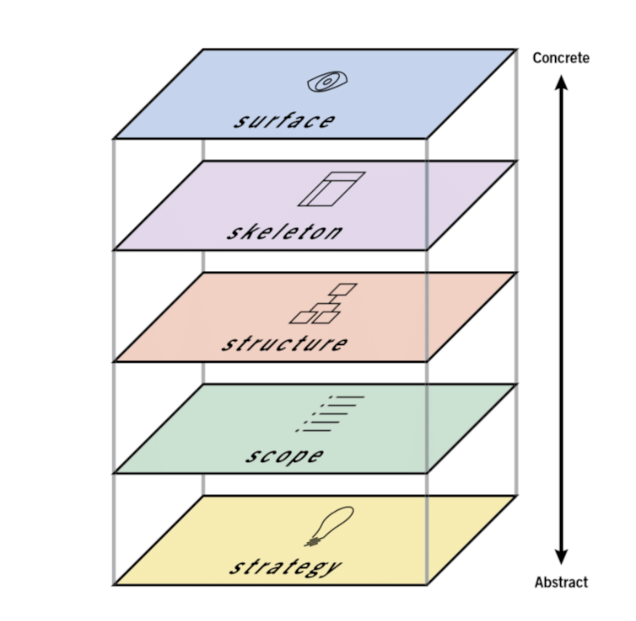 Concrete
surface
skeleton
structure
scope
strategy
Abstract